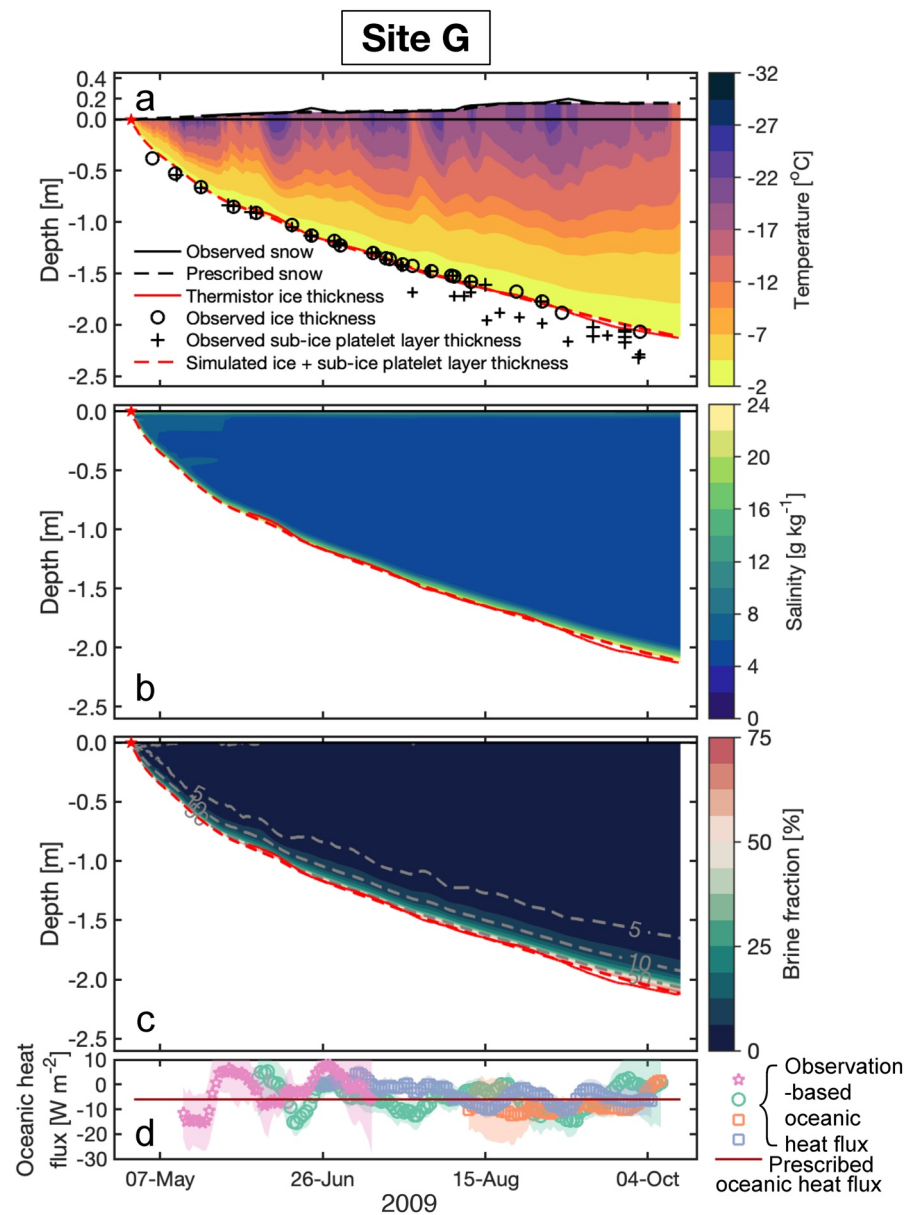 Site G
a
0.4
0.2
0.0
-0.5
-1.0
-1.5
-2.0
-2.5
Depth [m]
Observed snow
Prescribed snow
Thermistor ice thickness
Observed ice thickness
Observed sub-ice platelet layer thickness
Simulated ice + sub-ice platelet layer thickness
-32
-27
-22
-17
-12
-7
-2
Temperature [°C]
0.0
-0.5
-1.0
-1.5
-2.0
-2.5
Depth [m]
b
24
20
16
12
8
4
0
Salinity [g kg⁻¹]
0.0
-0.5
-1.0
-1.5
-2.0
-2.5
Depth [m]
5
10
50
5
10
50
c
75
50
25
0
Brine fraction [%]
Oceanic heat
flux [W m⁻²]
10
0
-10
-20
-30
d
07-May
26-Jun
15-Aug
04-Oct
2009
Observation
-based
oceanic
heat flux
Prescribed
oceanic heat flux